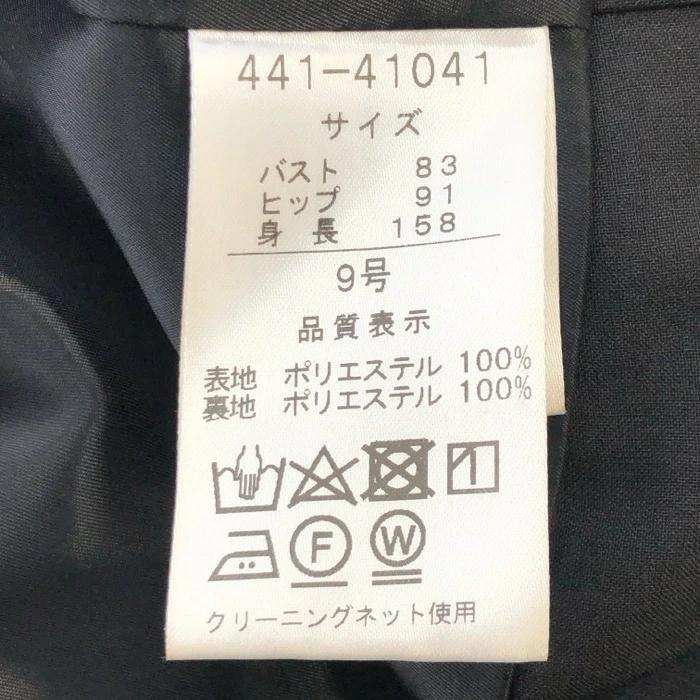 441-41041
サイズ
バスト 83
ヒップ 91
身長 158
9号
品質表示
表地 ポリエステル 100%
裏地 ポリエステル 100%
F W
クリーニングネット使用